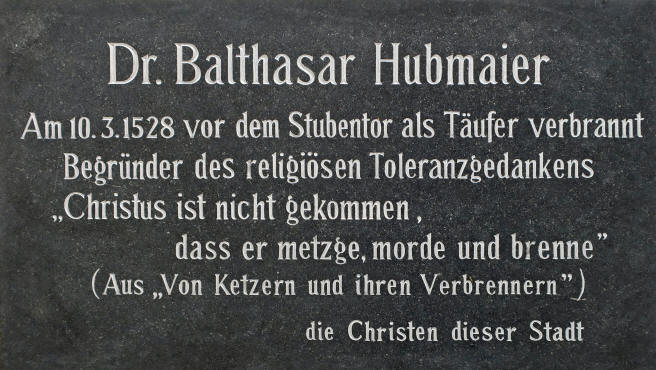 Dr. Balthasar Hubmaier
Am 10.3.1528 vor dem Stubentor als Täufer verbrannt
Begründer des religiösen Toleranzgedankens
„Christus ist nicht gekommen,
dass er metzge, morde und brenne”
(Aus „Von Ketzern und ihren Verbrennern”)
die Christen dieser Stadt